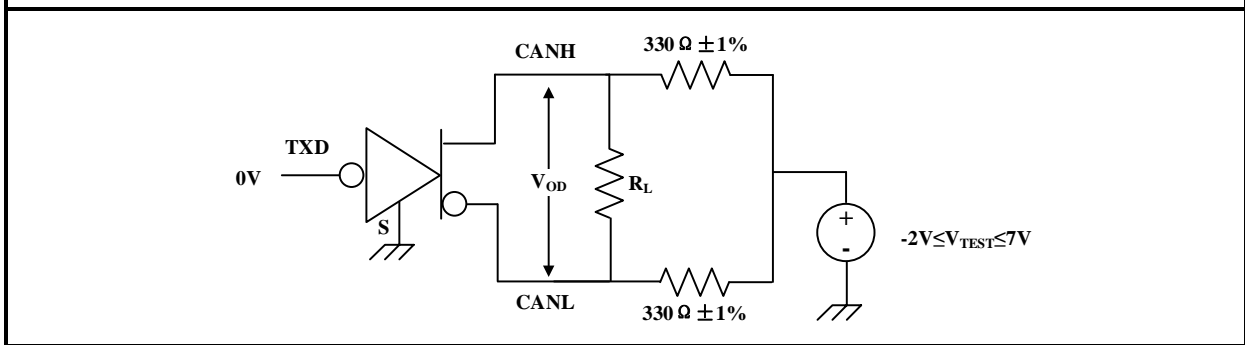 330 Ω ±1%
CANH
TXD
0V
S
V_OD
R_L
+
-
-2V≤V_TEST≤7V
CANL
330 Ω ±1%